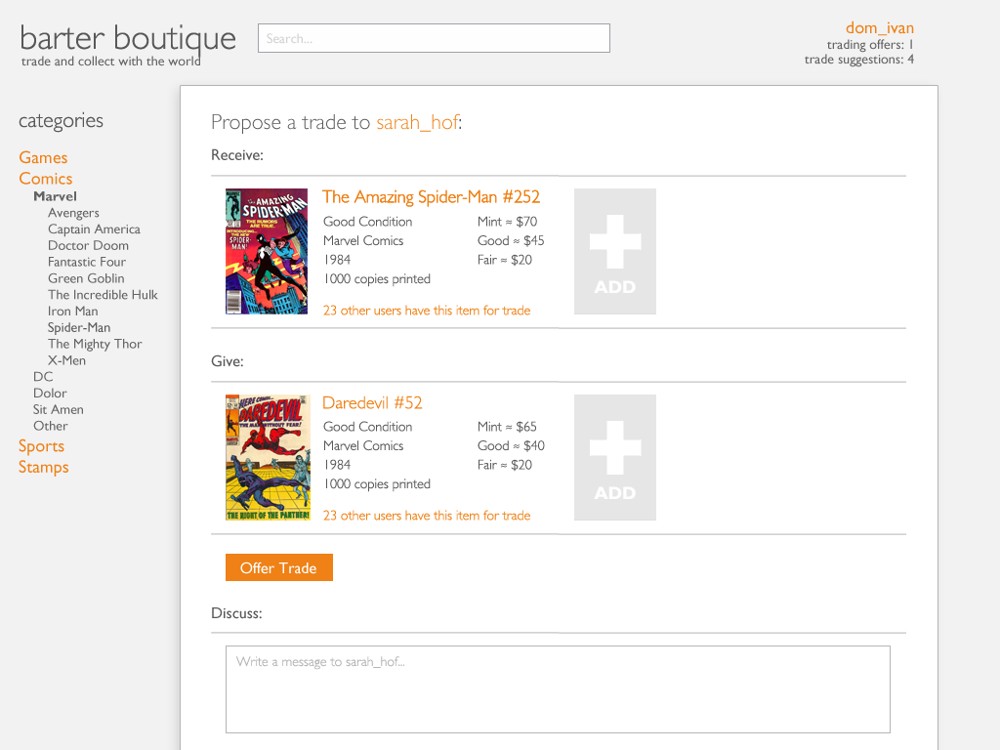 barter boutique
trade and collect with the world
Search...
dom_ivan
trading offers: 1
trade suggestions: 4
categories
Games
Comics
Marvel
Avengers
Captain America
Doctor Doom
Fantastic Four
Green Goblin
The Incredible Hulk
Iron Man
Spider-Man
The Mighty Thor
X-Men
DC
Dolor
Sit Amen
Other
Sports
Stamps
Propose a trade to sarah_hof:
Receive:
THE AMAZING
SPIDER-MAN
THE RUMORS
ARE TRUE
INTRODUCING
THE NEW
SPIDER-
MAN!
The Amazing Spider-Man #252
Good Condition
Mint ≈ $70
Marvel Comics
Good ≈ $45
1984
Fair ≈ $20
1000 copies printed
23 other users have this item for trade
ADD
Give:
HERE COMES...
DAREDEVIL
THE MAN WITHOUT FEAR!
THE NIGHT OF THE PANTHER!
Daredevil #52
Good Condition
Mint ≈ $65
Marvel Comics
Good ≈ $40
1984
Fair ≈ $20
1000 copies printed
23 other users have this item for trade
ADD
Offer Trade
Discuss:
Write a message to sarah_hof...